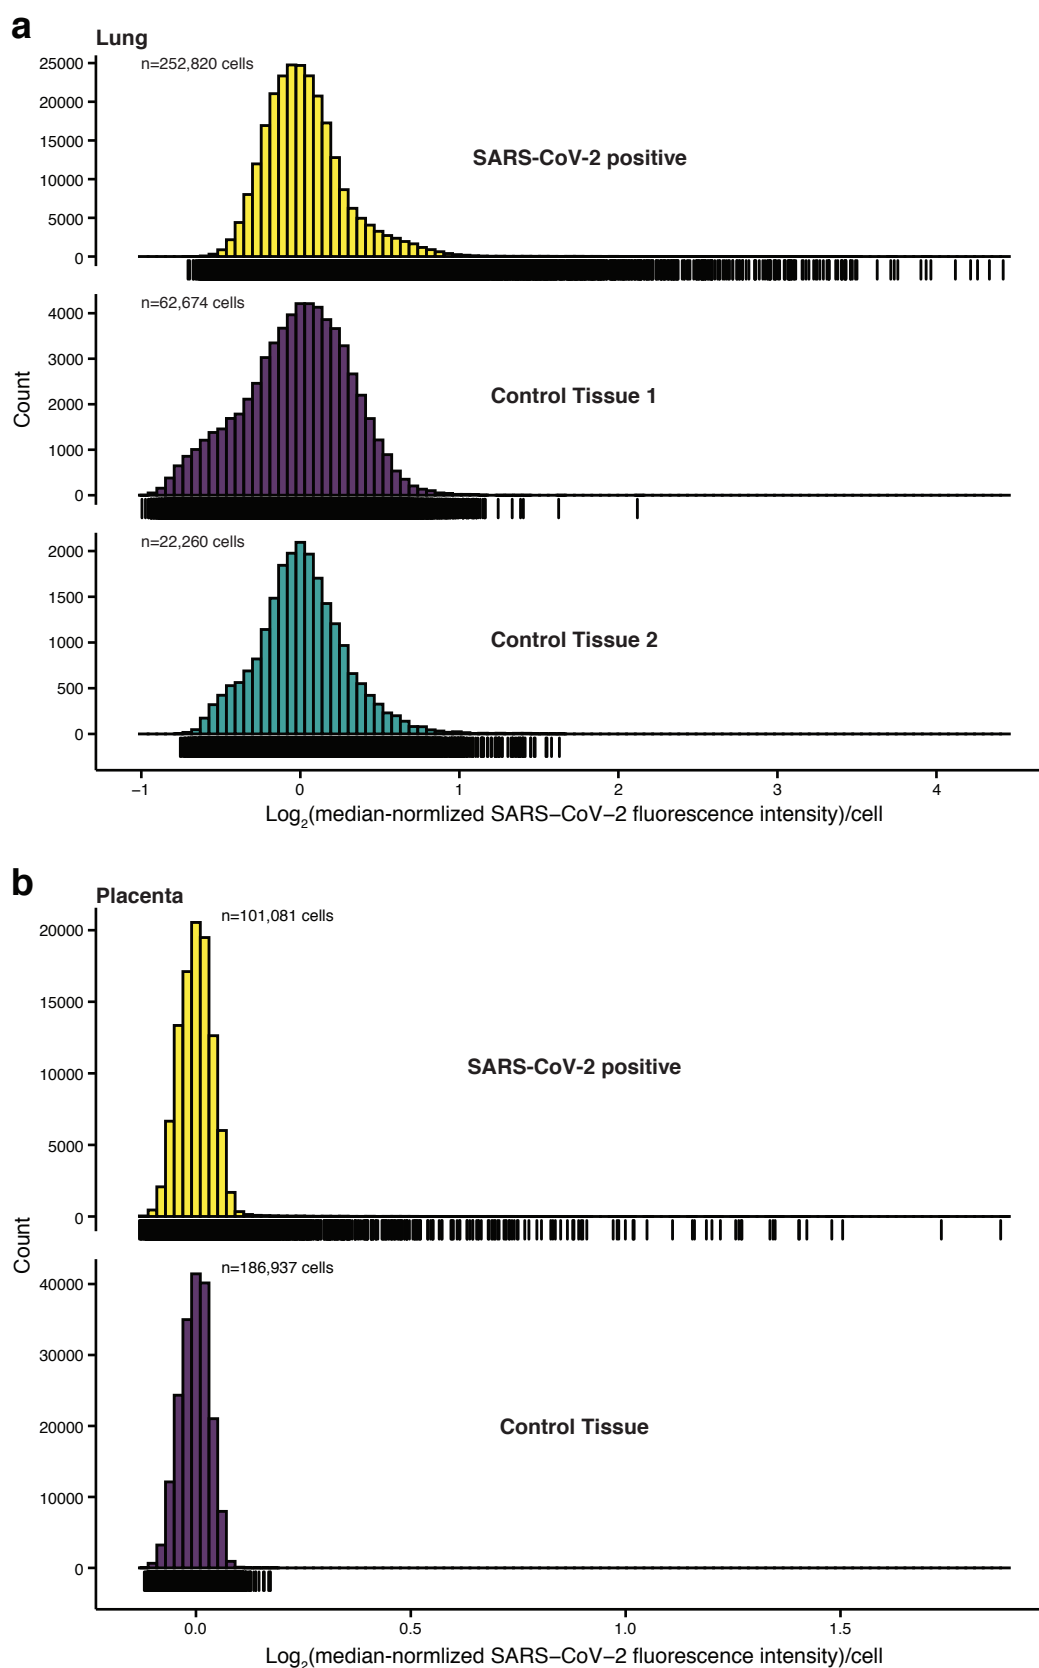 a
Lung
n=252,820 cells
25000
20000
15000
10000
5000
0
SARS-CoV-2 positive
n=62,674 cells
4000
3000
2000
1000
0
Control Tissue 1
Count
n=22,260 cells
2000
1500
1000
500
0
Control Tissue 2
−1 0 1 2 3 4
Log2(median-normlized SARS−CoV−2 fluorescence intensity)/cell
b
Placenta
n=101,081 cells
20000
15000
10000
5000
0
SARS-CoV-2 positive
Count
n=186,937 cells
40000
30000
20000
10000
0
Control Tissue
0.0 0.5 1.0 1.5
Log2(median-normlized SARS−CoV−2 fluorescence intensity)/cell